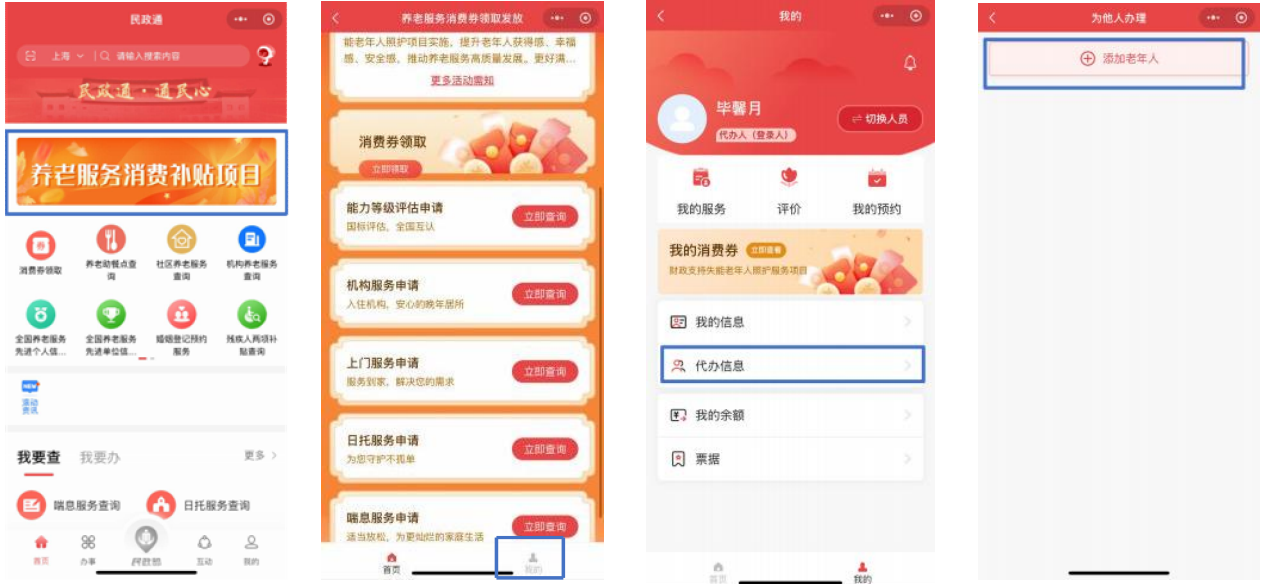 民政通
上海
请输入搜索内容
民政通·通民心
养老服务消费补贴项目
消费券领取
养老助餐点查
询
社区养老服务
查询
机构养老服务
查询
全国养老服务
先进个人信...
全国养老服务
先进单位信...
婚姻登记预约
服务
残疾人两项补
贴查询
NEW
活动
资讯
我要查
我要办
更多
喘息服务查询
日托服务查询
首页
办事
民政通
互动
我的
养老服务消费券领取发放
能老年人照护项目实施，提升老年人获得感、幸福
感、安全感，推动养老服务高质量发展，更好满...
更多活动需知
消费券领取
立即领取
能力等级评估申请
国标评估，全国互认
立即查询
机构服务申请
入住机构，安心的晚年居所
立即查询
上门服务申请
服务到家，解决您的需求
立即查询
日托服务申请
为您守护不孤单
立即查询
喘息服务申请
适当放松，为更灿烂的家庭生活
立即查询
首页
我的
我的
毕馨月
代办人（登录人）
切换人员
我的服务
评价
我的预约
我的消费券
立即查看
财政支持失能老年人照护服务项目
我的信息
代办信息
我的余额
票据
首页
我的
为他人办理
添加老年人